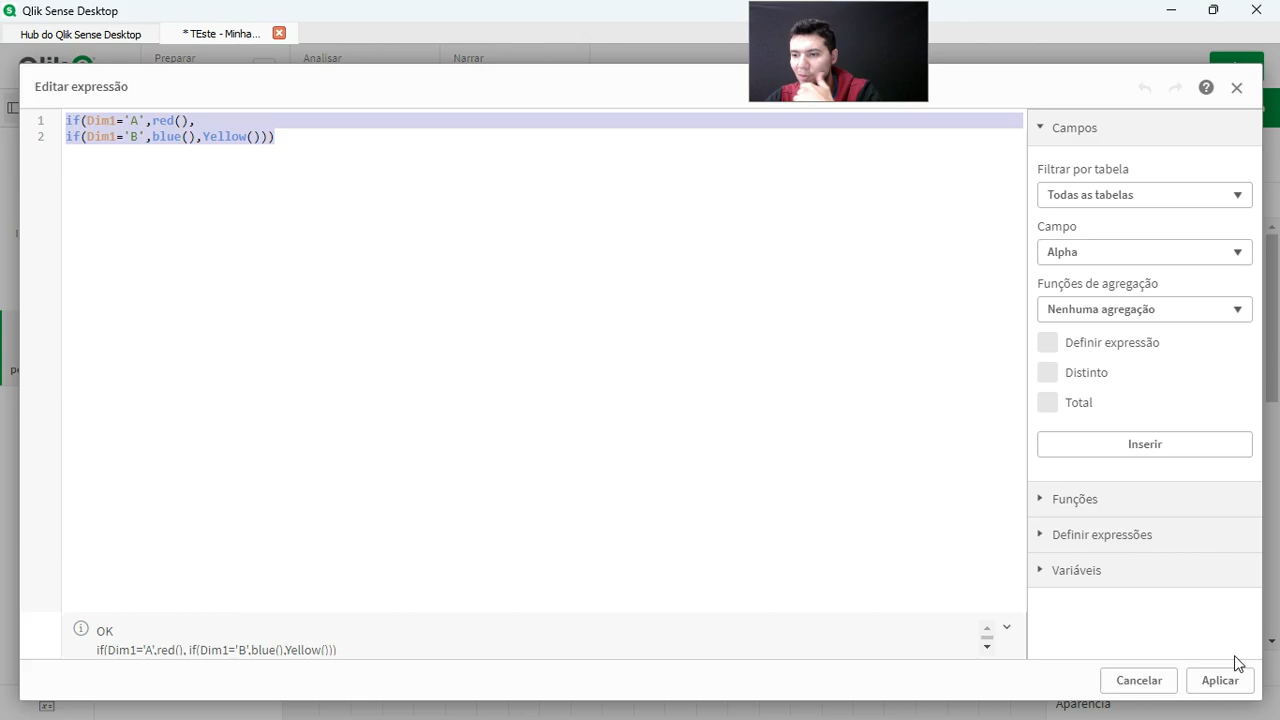 Qlik Sense Desktop
Hub do Qlik Sense Desktop
* TEste - Minha...
Preparar
Analisar
Narrar
Editar expressão
1 if(Dim1='A',red(),
2 if(Dim1='B',blue(),Yellow()))
Campos
Filtrar por tabela
Todas as tabelas
Campo
Alpha
Funções de agregação
Nenhuma agregação
Definir expressão
Distinto
Total
Inserir
Funções
Definir expressões
Variáveis
OK
if(Dim1='A',red(), if(Dim1='B',blue(),Yellow()))
Cancelar
Aplicar
Aparência